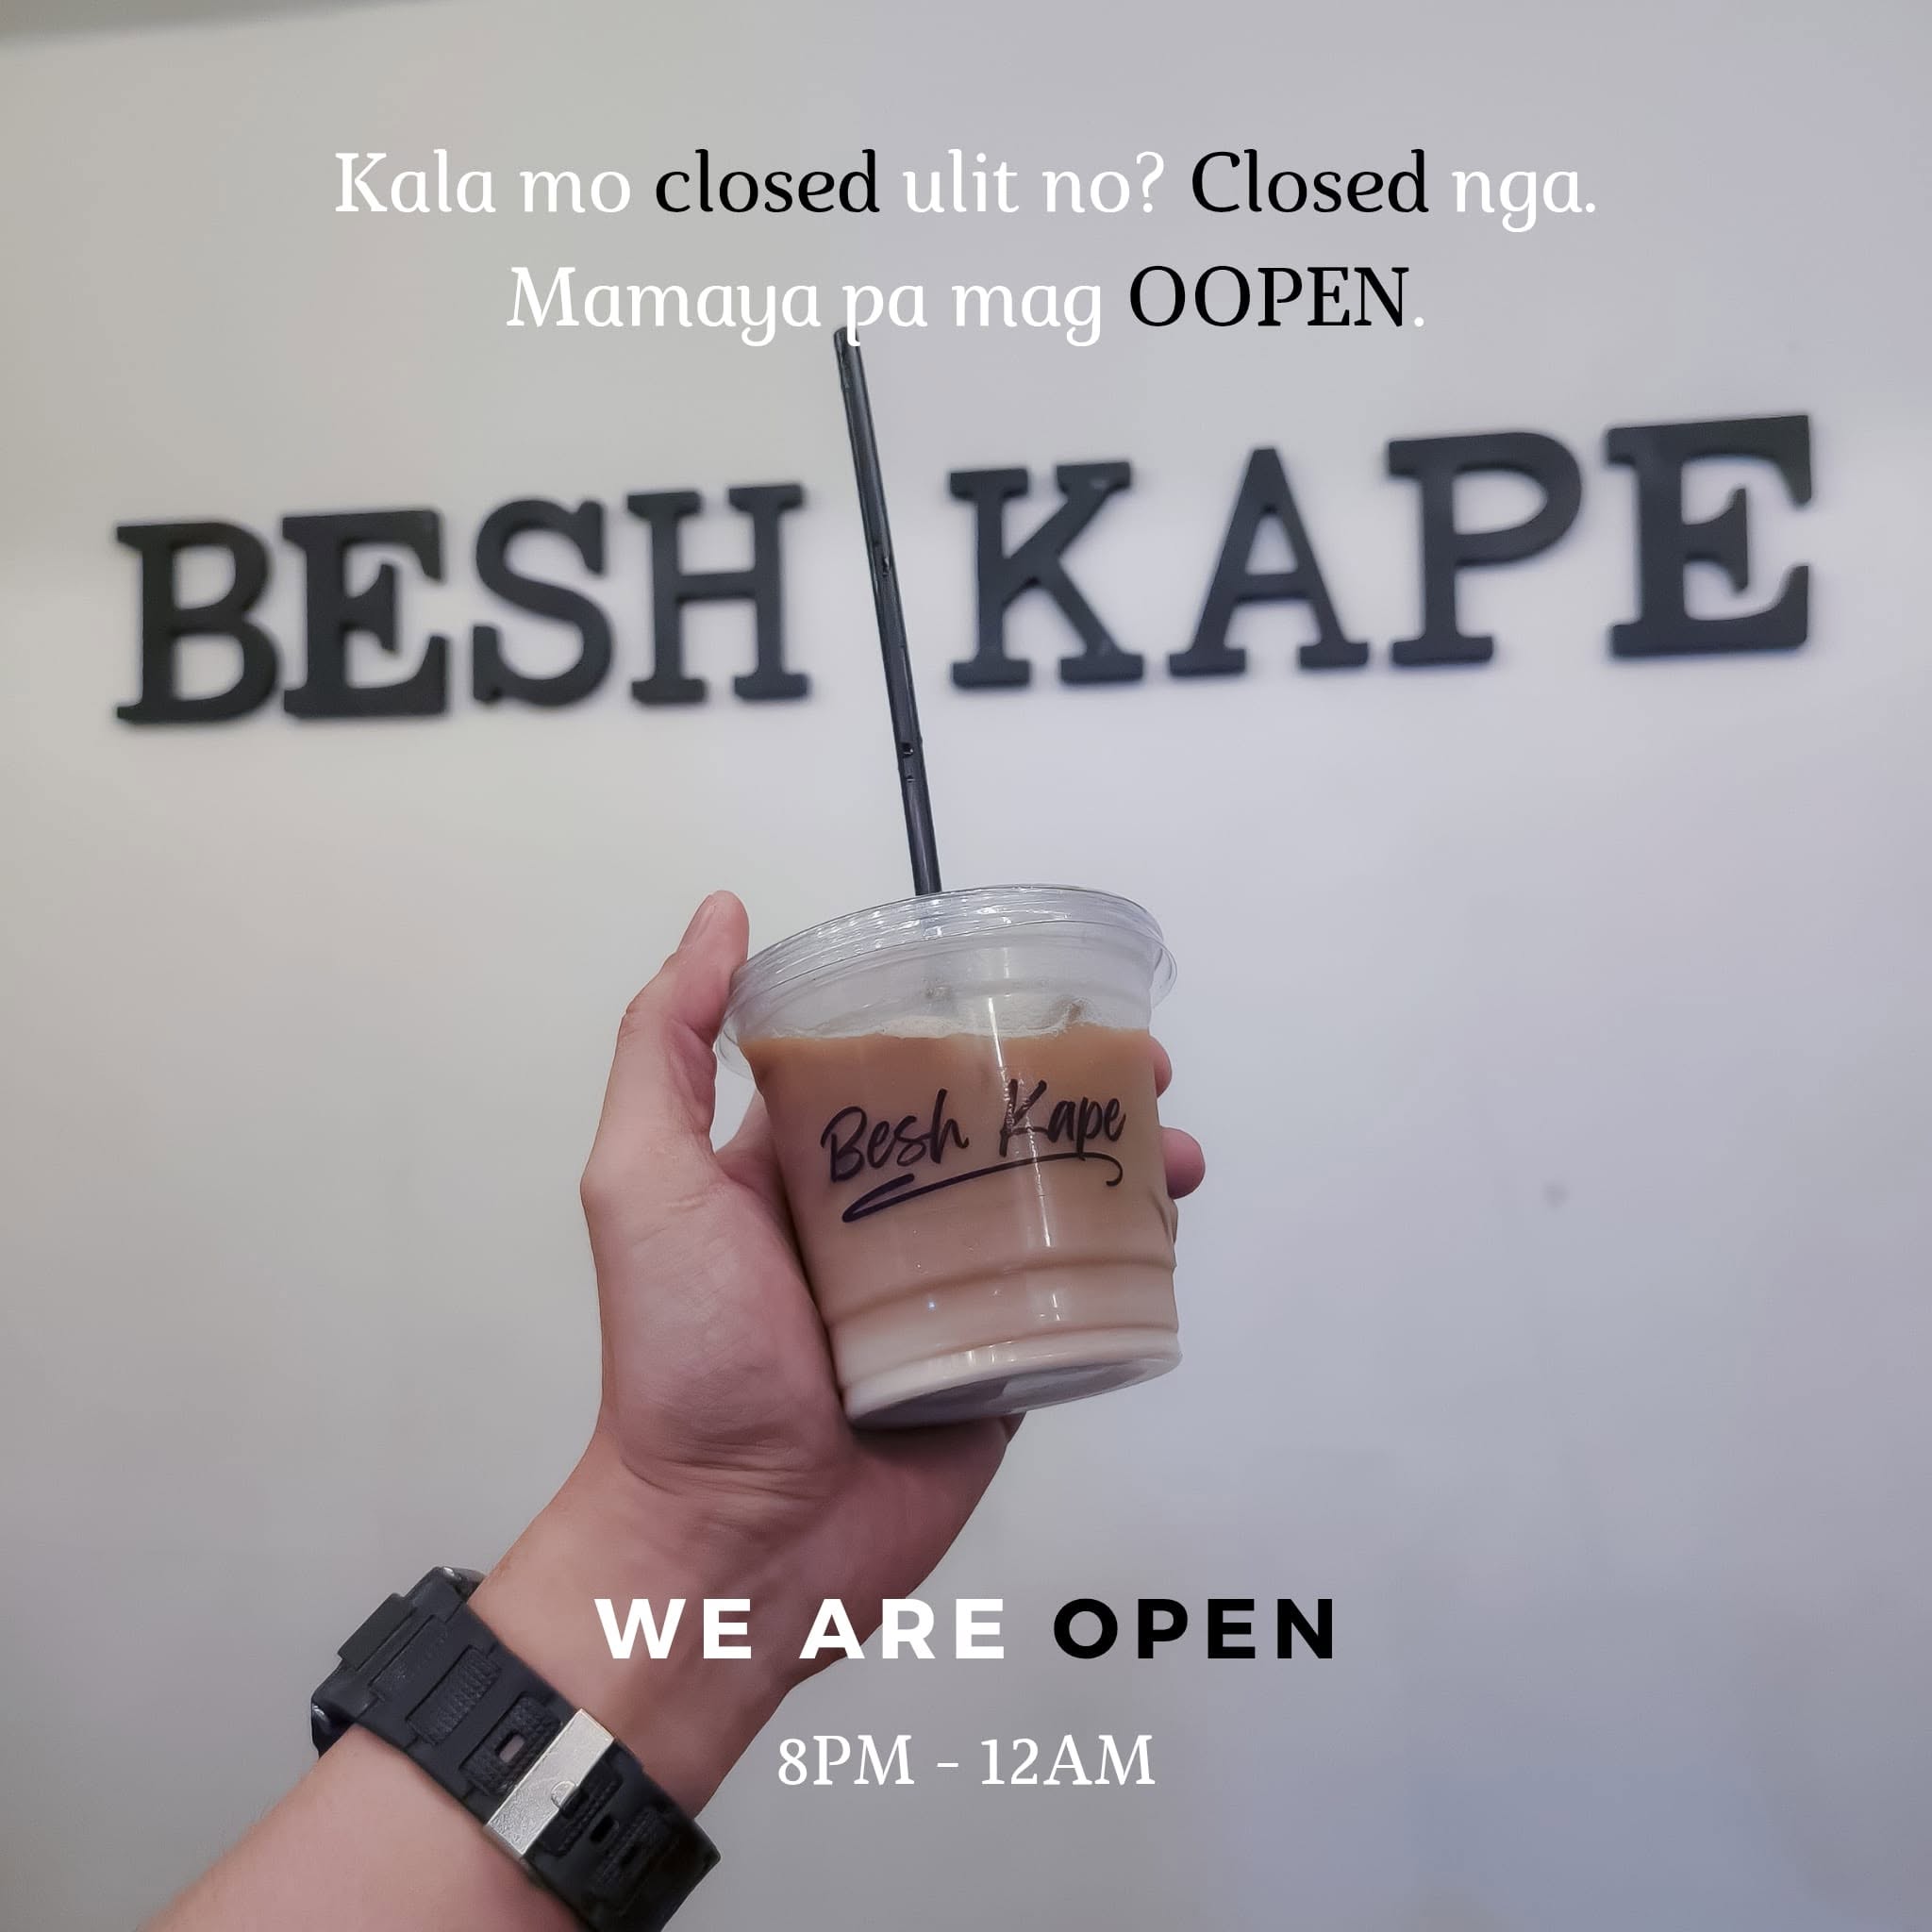 Kala mo closed ulit no? Closed nga.
Mamaya pa mag OOPEN.
BESH KAPE
Besh Kape
WE ARE OPEN
8PM - 12AM